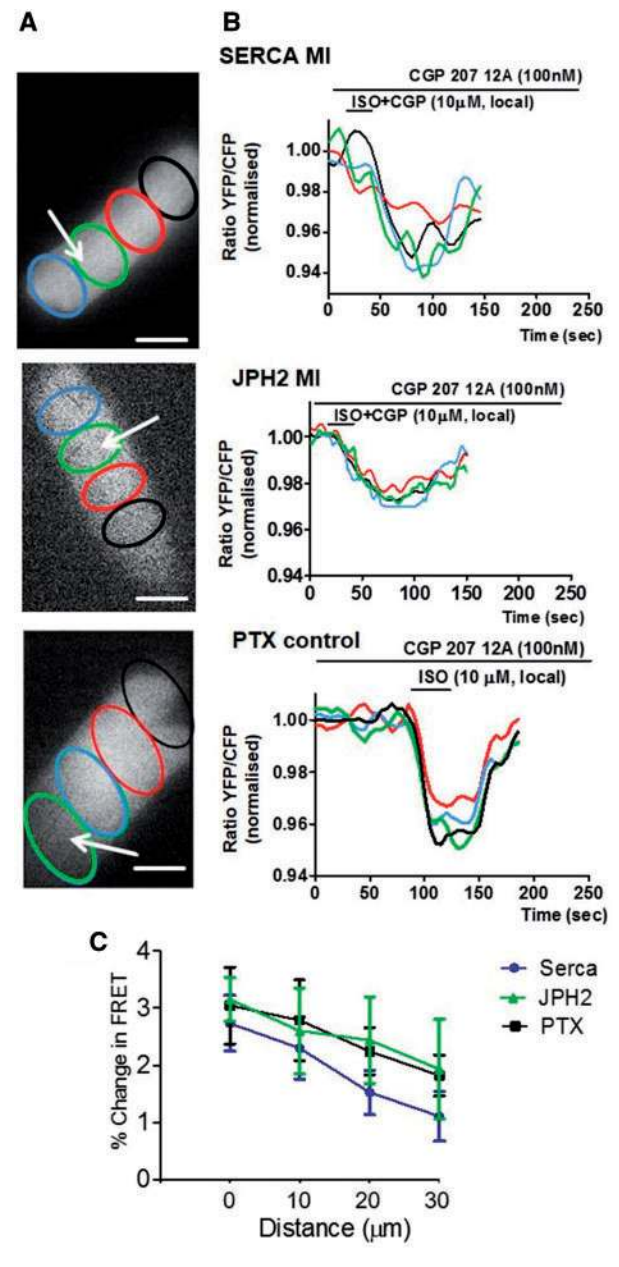 A
B
SERCA MI
CGP 207 12A (100nM)
ISO+CGP (10µM, local)
Ratio YFP/CFP
(normalised)
1.00
0.98
0.96
0.94
0 50 100 150 200 250
Time (sec)
JPH2 MI
CGP 207 12A (100nM)
ISO+CGP (10µM, local)
Ratio YFP/CFP
(normalised)
1.00
0.98
0.96
0.94
0 50 100 150 200 250
Time (sec)
PTX control
CGP 207 12A (100nM)
ISO (10 µM, local)
Ratio YFP/CFP
(normalised)
1.00
0.98
0.96
0.94
0 50 100 150 200 250
Time (sec)
C
% Change in FRET
4
3
2
1
0
0 10 20 30
Distance (µm)
Serca
JPH2
PTX